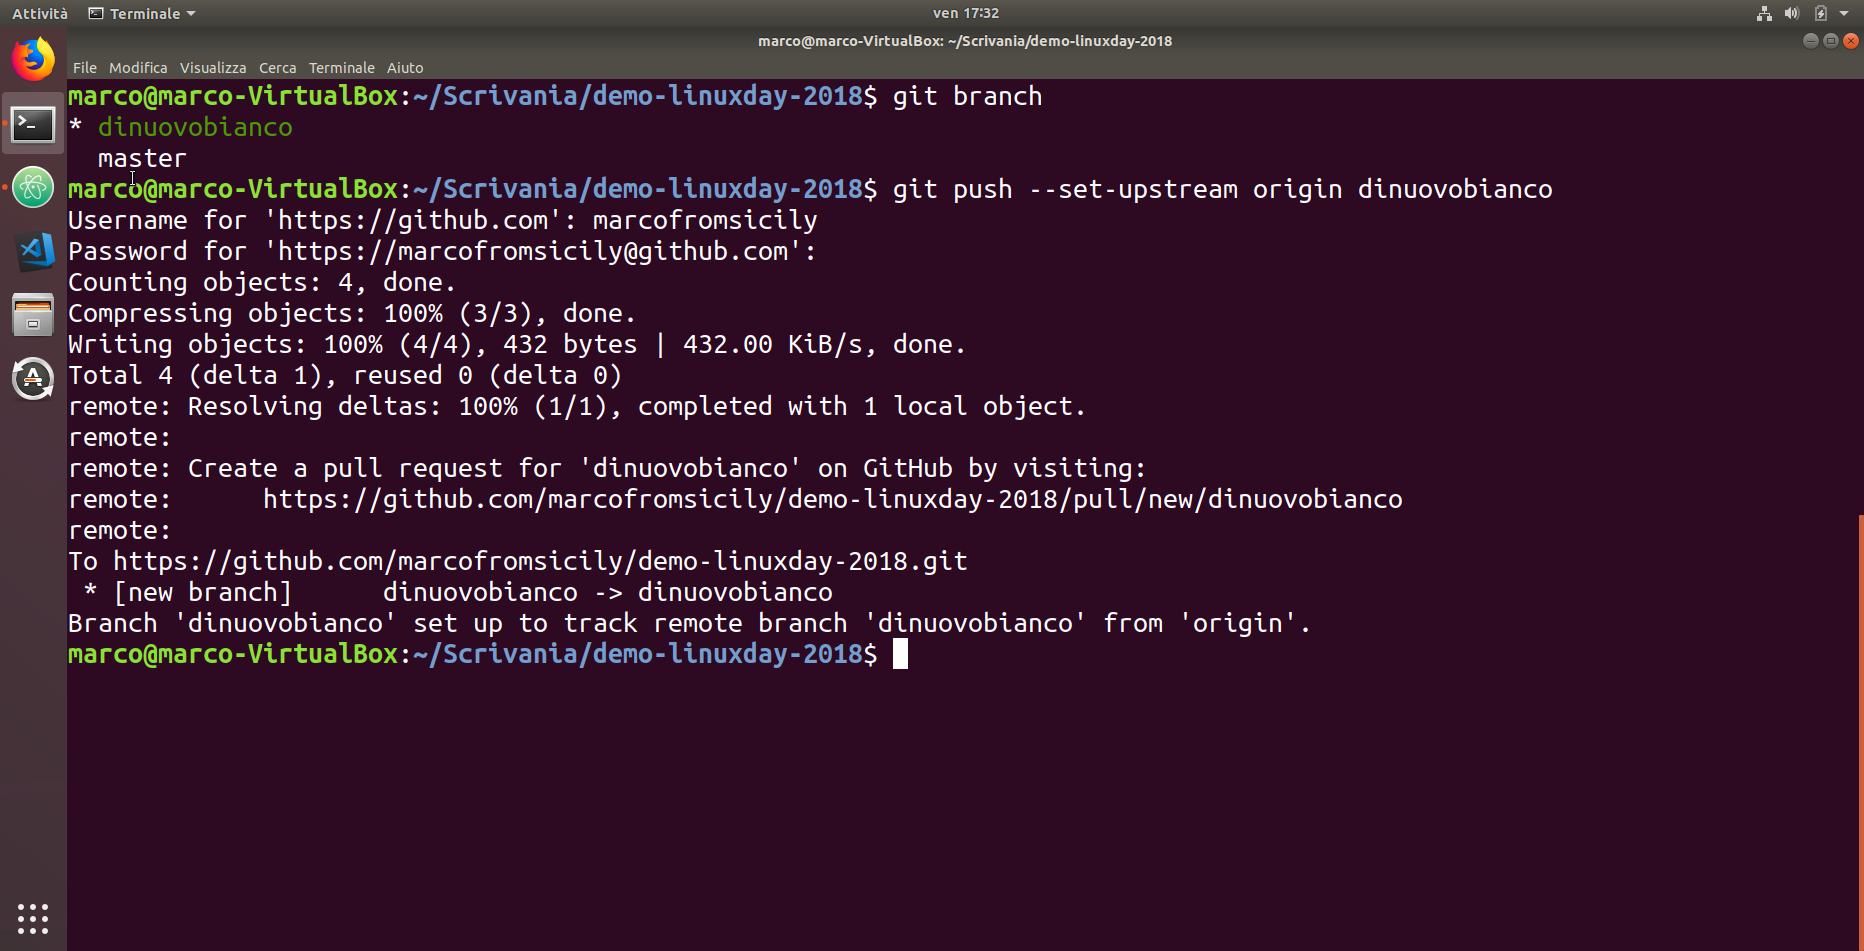 Attività Terminale ven 17:32
marco@marco-VirtualBox: ~/Scrivania/demo-linuxday-2018
File Modifica Visualizza Cerca Terminale Aiuto
marco@marco-VirtualBox:~/Scrivania/demo-linuxday-2018$ git branch
* dinuovobianco
  master
marco@marco-VirtualBox:~/Scrivania/demo-linuxday-2018$ git push --set-upstream origin dinuovobianco
Username for 'https://github.com': marcofromsicily
Password for 'https://marcofromsicily@github.com':
Counting objects: 4, done.
Compressing objects: 100% (3/3), done.
Writing objects: 100% (4/4), 432 bytes | 432.00 KiB/s, done.
Total 4 (delta 1), reused 0 (delta 0)
remote: Resolving deltas: 100% (1/1), completed with 1 local object.
remote:
remote: Create a pull request for 'dinuovobianco' on GitHub by visiting:
remote:      https://github.com/marcofromsicily/demo-linuxday-2018/pull/new/dinuovobianco
remote:
To https://github.com/marcofromsicily/demo-linuxday-2018.git
 * [new branch]      dinuovobianco -> dinuovobianco
Branch 'dinuovobianco' set up to track remote branch 'dinuovobianco' from 'origin'.
marco@marco-VirtualBox:~/Scrivania/demo-linuxday-2018$